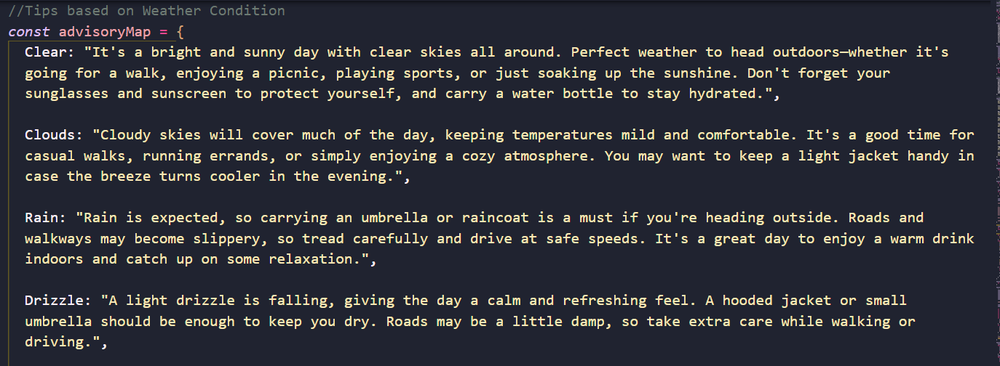 //Tips based on Weather Condition
const advisoryMap = {
Clear: "It's a bright and sunny day with clear skies all around. Perfect weather to head outdoors—whether it's
going for a walk, enjoying a picnic, playing sports, or just soaking up the sunshine. Don't forget your
sunglasses and sunscreen to protect yourself, and carry a water bottle to stay hydrated.",
Clouds: "Cloudy skies will cover much of the day, keeping temperatures mild and comfortable. It's a good time for
casual walks, running errands, or simply enjoying a cozy atmosphere. You may want to keep a light jacket handy in
case the breeze turns cooler in the evening.",
Rain: "Rain is expected, so carrying an umbrella or raincoat is a must if you're heading outside. Roads and
walkways may become slippery, so tread carefully and drive at safe speeds. It's a great day to enjoy a warm drink
indoors and catch up on some relaxation.",
Drizzle: "A light drizzle is falling, giving the day a calm and refreshing feel. A hooded jacket or small
umbrella should be enough to keep you dry. Roads may be a little damp, so take extra care while walking or
driving.",